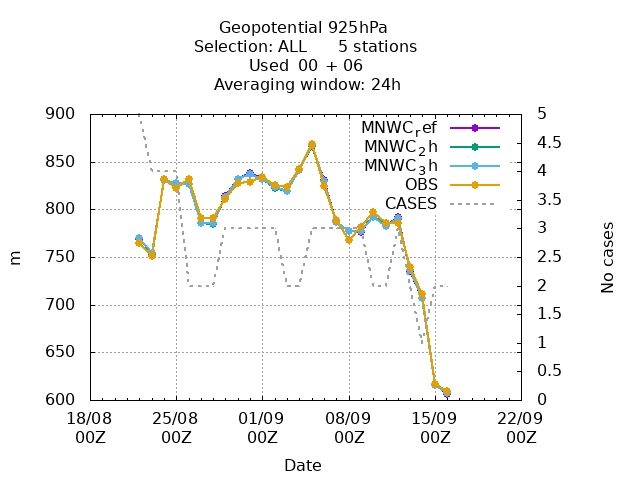 Geopotential 925hPa
Selection: ALL 5 stations
Used 00 + 06
Averaging window: 24h
900
850
800
750
700
650
600
m
5
4.5
4
3.5
3
2.5
2
1.5
1
0.5
0
No cases
MNWCref
MNWC2h
MNWC3h
OBS
CASES
18/08 25/08 01/09 08/09 15/09 22/09
00Z 00Z 00Z 00Z 00Z 00Z
Date